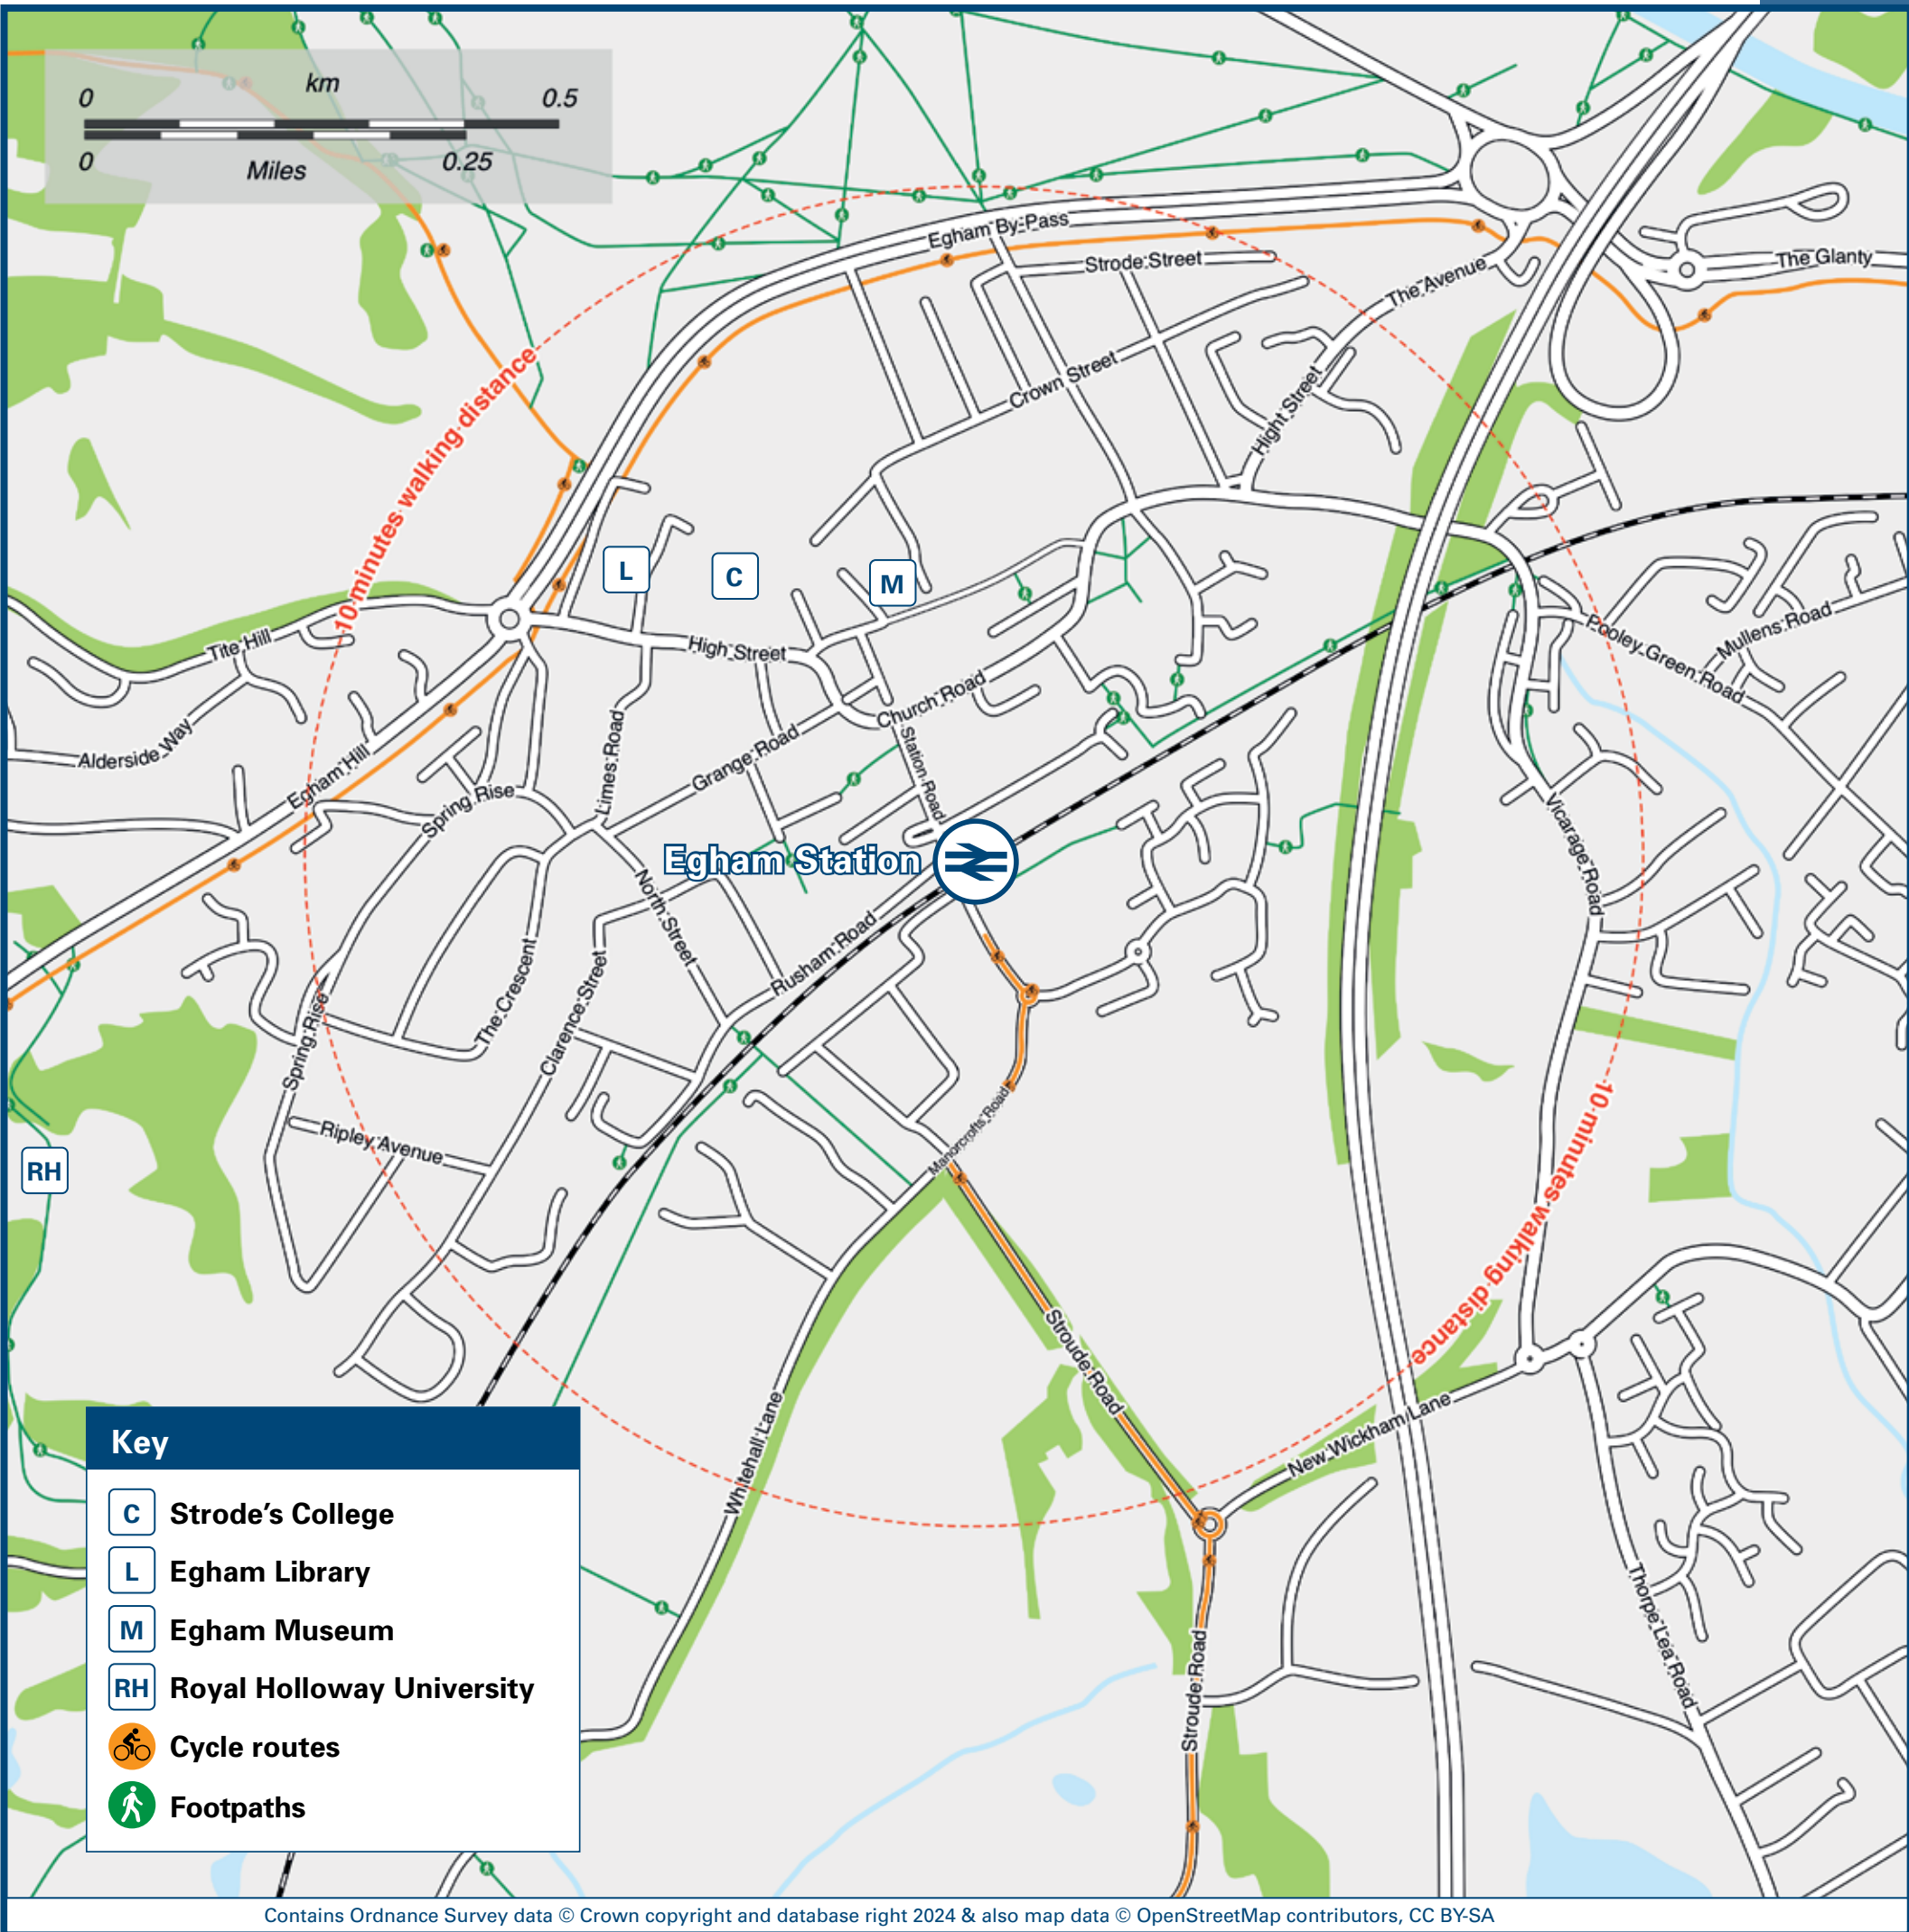 km
0
0.5
0
0.25
Miles
Egham By-Pass
Strode Street
The Avenue
The Glanty
Crown Street
Hight Street
10 minutes walking distance
L
C
M
Tite Hill
High Street
Pooley Green Road
Mullens Road
Alderside Way
Egham Hill
Church Road
Station Road
Limes Road
Grange Road
Spring Rise
Vicarage Road
Egham Station
North Street
Rusham Road
The Crescent
Clarence Street
Spring Rise
Manorcrofts Road
Ripley Avenue
RH
10 minutes walking distance
Stroude Road
New Wickham Lane
Whitehall Lane
Thorpe Lea Road
Stroude Road
Key
C Strode's College
L Egham Library
M Egham Museum
RH Royal Holloway University
Cycle routes
Footpaths
Contains Ordnance Survey data © Crown copyright and database right 2024 & also map data © OpenStreetMap contributors, CC BY-SA